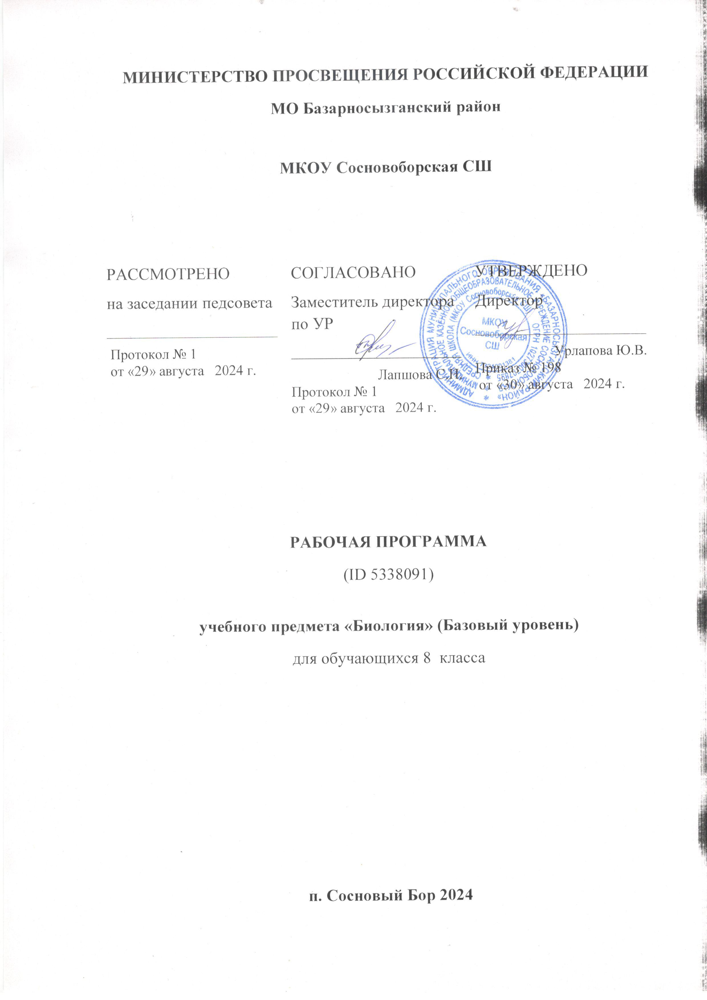 МИНИСТЕРСТВО ПРОСВЕЩЕНИЯ РОССИЙСКОЙ ФЕДЕРАЦИИ
МО Базарносызганский район
МКОУ Сосновоборская СШ
РАССМОТРЕНО
на заседании педсовета
Протокол № 1
от «29» августа 2024 г.
СОГЛАСОВАНО
Заместитель директора
по УР
Лапшова С.Н.
Протокол № 1
от «29» августа 2024 г.
УТВЕРЖДЕНО
Директор
Урлапова Ю.В.
Приказ № 198
от «30» августа 2024 г.
АДМИНИСТРАЦИЯ МУНИЦИПАЛЬНОГО ОБРАЗОВАНИЯ «БАЗАРНОСЫЗГАНСКИЙ РАЙОН»
МУНИЦИПАЛЬНОЕ КАЗЁННОЕ ОБЩЕОБРАЗОВАТЕЛЬНОЕ УЧРЕЖДЕНИЕ СОСНОВОБОРСКАЯ
СРЕДНЯЯ ШКОЛА (МКОУ Сосновоборская СШ) ОГРН
ИНН
МКОУ
Сосновоборская
СШ
РАБОЧАЯ ПРОГРАММА
(ID 5338091)
учебного предмета «Биология» (Базовый уровень)
для обучающихся 8 класса
п. Сосновый Бор 2024